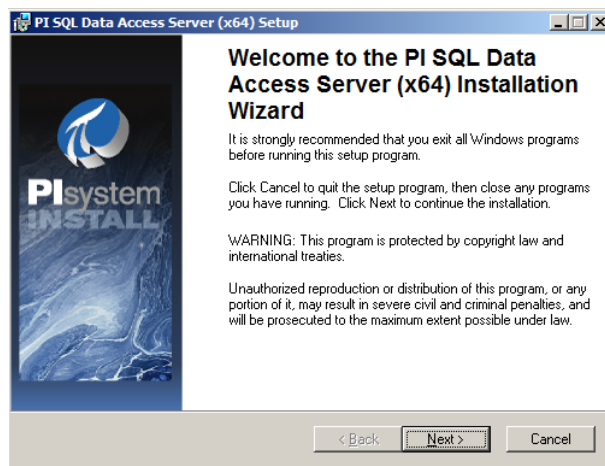 PI SQL Data Access Server (x64) Setup
Welcome to the PI SQL Data
Access Server (x64) Installation
Wizard
It is strongly recommended that you exit all Windows programs
before running this setup program.
Click Cancel to quit the setup program, then close any programs
you have running. Click Next to continue the installation.
WARNING: This program is protected by copyright law and
international treaties.
Unauthorized reproduction or distribution of this program, or any
portion of it, may result in severe civil and criminal penalties, and
will be prosecuted to the maximum extent possible under law.
PIsystem
INSTALL
< Back
Next >
Cancel